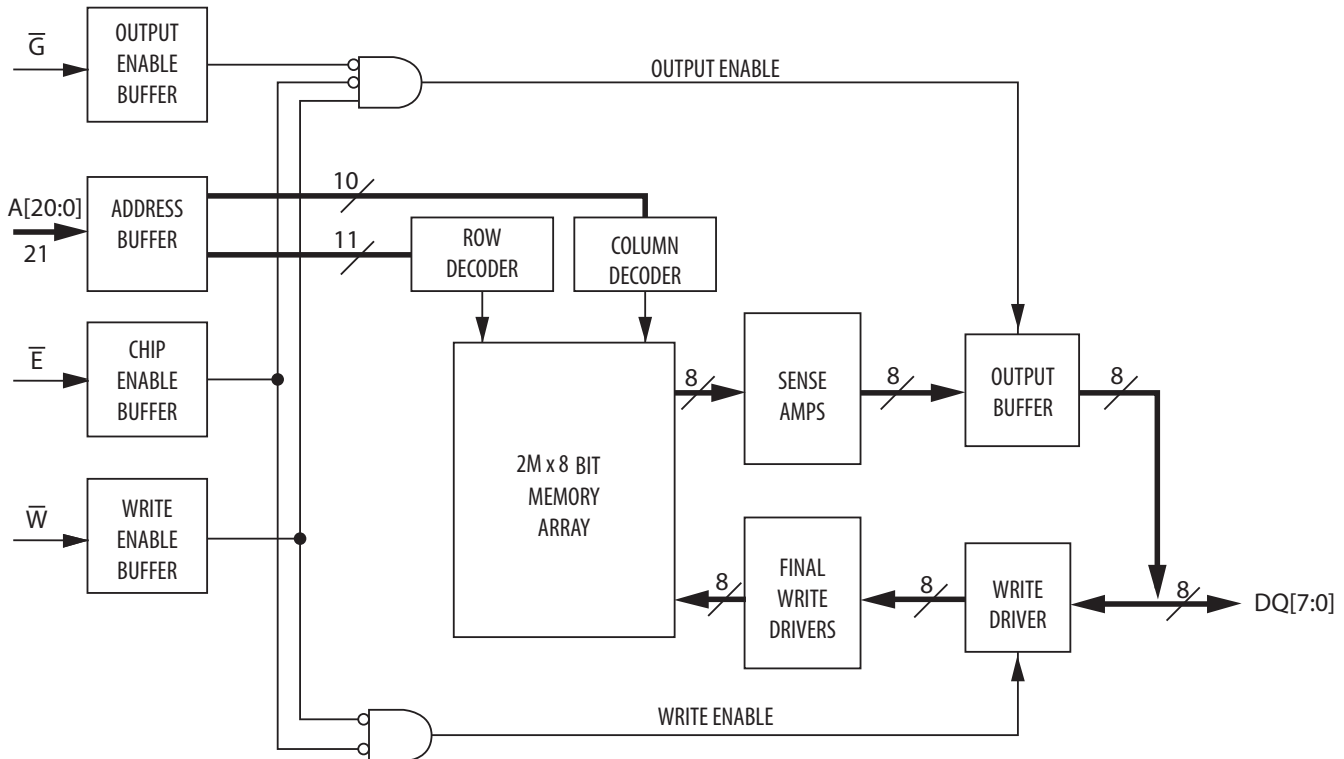 G̅
OUTPUT
ENABLE
BUFFER
OUTPUT ENABLE
A[20:0]
21
ADDRESS
BUFFER
10
11
ROW
DECODER
COLUMN
DECODER
E̅
CHIP
ENABLE
BUFFER
2M x 8 BIT
MEMORY
ARRAY
8
SENSE
AMPS
8
OUTPUT
BUFFER
8
W̅
WRITE
ENABLE
BUFFER
8
FINAL
WRITE
DRIVERS
8
WRITE
DRIVER
8
DQ[7:0]
WRITE ENABLE